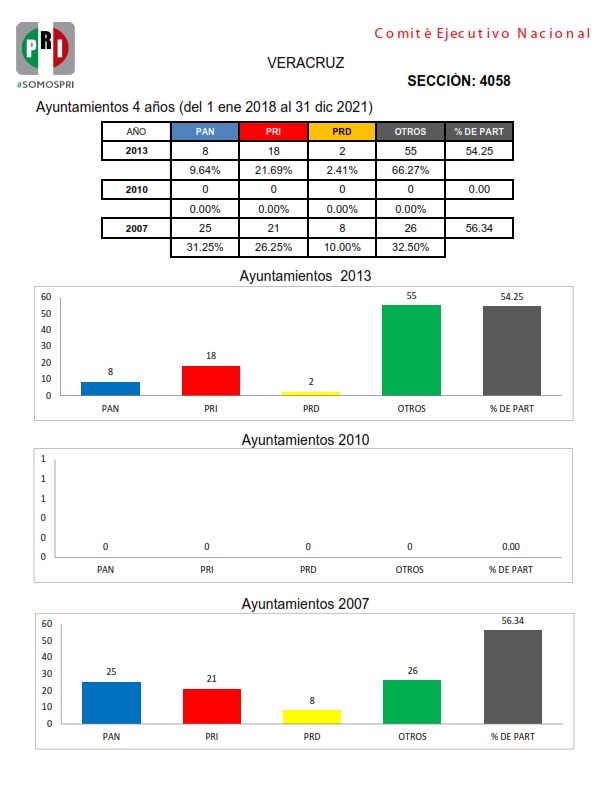 PRI
#SOMOSPRI
Comité Ejecutivo Nacional
VERACRUZ
SECCIÓN: 4058
Ayuntamientos 4 años (del 1 ene 2018 al 31 dic 2021)
AÑO PAN PRI PRD OTROS % DE PART
2013 8 18 2 55 54.25
9.64% 21.69% 2.41% 66.27%
2010 0 0 0 0 0.00
0.00% 0.00% 0.00% 0.00%
2007 25 21 8 26 56.34
31.25% 26.25% 10.00% 32.50%
Ayuntamientos 2013
60
50
40
30
20
10
0
8 18 2 55 54.25
PAN PRI PRD OTROS % DE PART
Ayuntamientos 2010
1
1
1
0
0
0
0 0 0 0 0.00
PAN PRI PRD OTROS % DE PART
Ayuntamientos 2007
60
50
40
30
20
10
0
25 21 8 26 56.34
PAN PRI PRD OTROS % DE PART